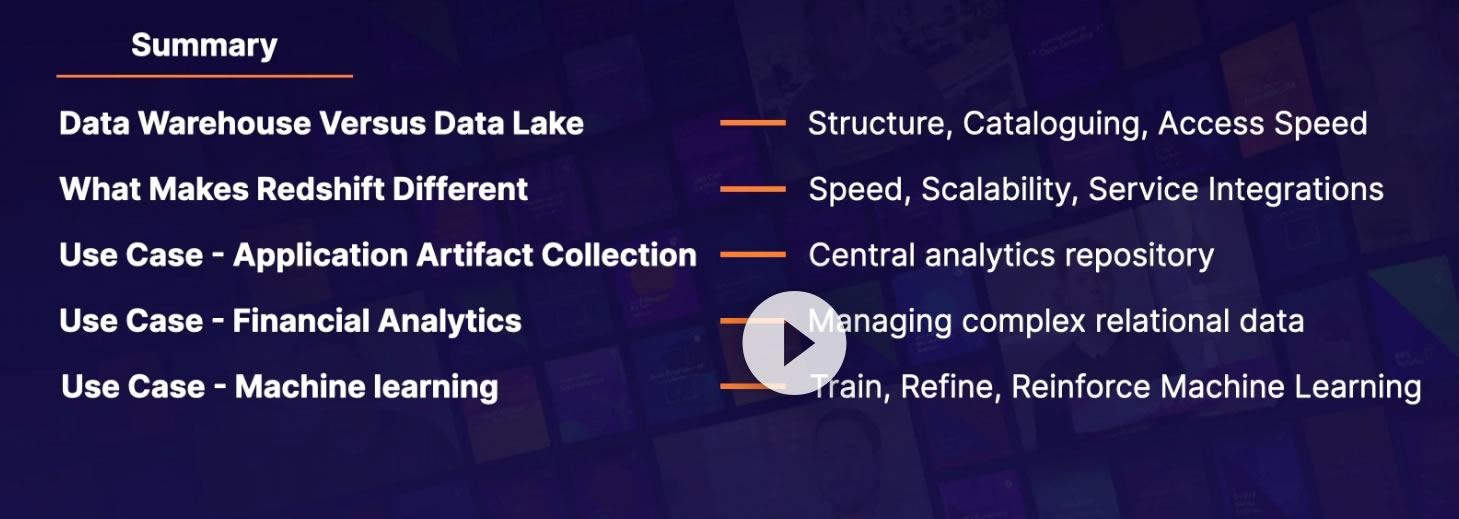 Summary
Data Warehouse Versus Data Lake — Structure, Cataloguing, Access Speed
What Makes Redshift Different — Speed, Scalability, Service Integrations
Use Case - Application Artifact Collection — Central analytics repository
Use Case - Financial Analytics — Managing complex relational data
Use Case - Machine learning — Train, Refine, Reinforce Machine Learning